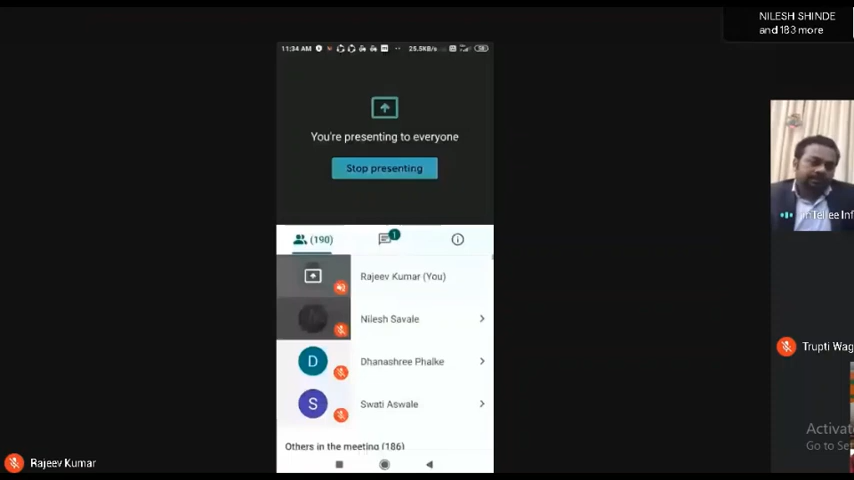 NILESH SHINDE
and 183 more
11:34 AM
25.5KB/s
You're presenting to everyone
Stop presenting
(190)
1
Rajeev Kumar (You)
Nilesh Savale
D
Dhanashree Phalke
S
Swati Aswale
Others in the meeting (186)
Trupti Wag
Activat
Go to Set
Rajeev Kumar